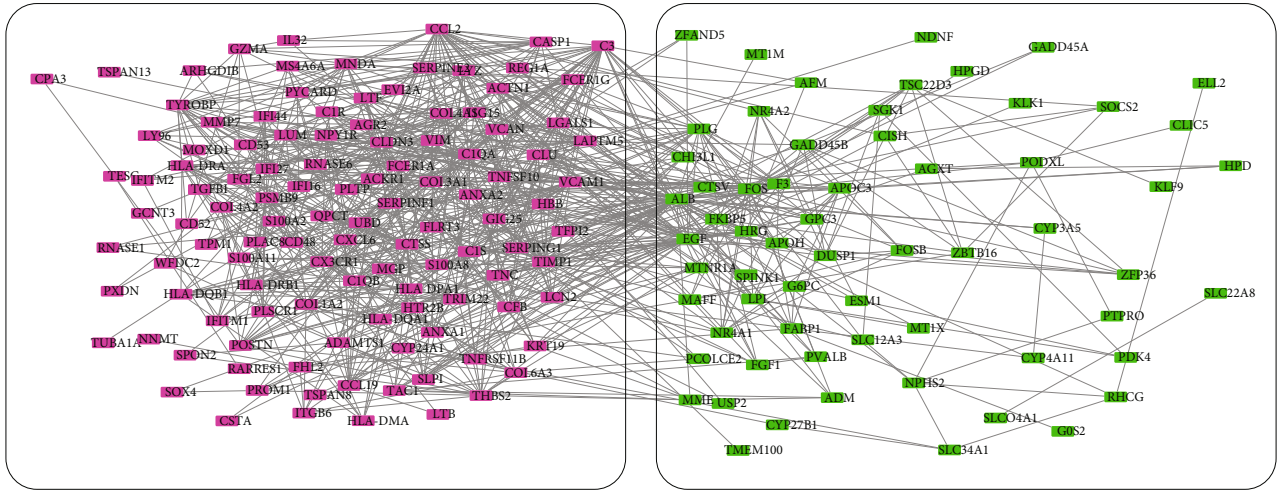 CCL2
IL32
GZMA
CASP1
C3
CPA3
TSPAN13
ARHGDIB
MS4A6A
MNDA
REG1A
FCER1G
PYCARD
LTF
EVI2A
ACTN1
TYROBP
MMP7
IFI44
C1R
AGR2
ISG15
VCAN
LGALS1
LY96
MOXD1
CD53
LUM
NPY1R
CLDN3
VIM
LAPTM5
HLA-DRA
IFI27
RNASE6
FCER1A
C1QA
CLU
IFITM2
TGFBI
IFI16
PLTP
ACKR1
COL3A1
TNFSF10
VCAM1
PSMB9
ANXA2
GCNT3
COL4A2
S100A2
QPCT
UBD
SERPINF1
HBB
CD52
FLRT3
TFPI2
RNASE1
TPM1
PLAC8
CD48
CXCL6
CTSS
C1S
SERPING1
WFDC2
S100A11
CX3CR1
MGP
S100A8
TIMP1
PXDN
HLA-DQB1
HLA-DRB1
C1QB
HLA-DPA1
TNC
LCN2
IFITM1
PLSCR1
COL1A2
HTR2B
TRIM22
CFB
HLA-DQA1
TUBA1A
NNMT
POSTN
ADAMTS1
CYP24A1
ANXA1
KRT19
SPON2
RARRES1
FHL2
TNFRSF11B
COL6A3
SOX4
PROM1
TSPAN8
CCL19
TAC1
SLPI
THBS2
CSTA
ITGB6
HLA-DMA
LTB
ZFAND5
MT1M
NDNF
GADD45A
AFM
TSC22D3
HPGD
ELL2
NR4A2
SGK1
KLK1
SOCS2
PLG
CISH
CLIC5
CHI3L1
GADD45B
AGXT
PODXL
HPD
CTSV
FOS
F3
APOC3
KLF9
ALB
FKBP5
HRG
GPC3
CYP3A5
EGF
APOH
DUSP1
FOSB
ZBTB16
MTNR1A
SPINK1
G6PC
ZFP36
MAFF
LPL
ESM1
SLC22A8
NR4A1
FABP1
SLC12A3
MT1X
PTPRO
PCOLCE2
FGF1
PVALB
CYP4A11
PDK4
MME
USP2
ADM
NPHS2
RHCG
CYP27B1
SLCO4A1
G0S2
TMEM100
SLC34A1